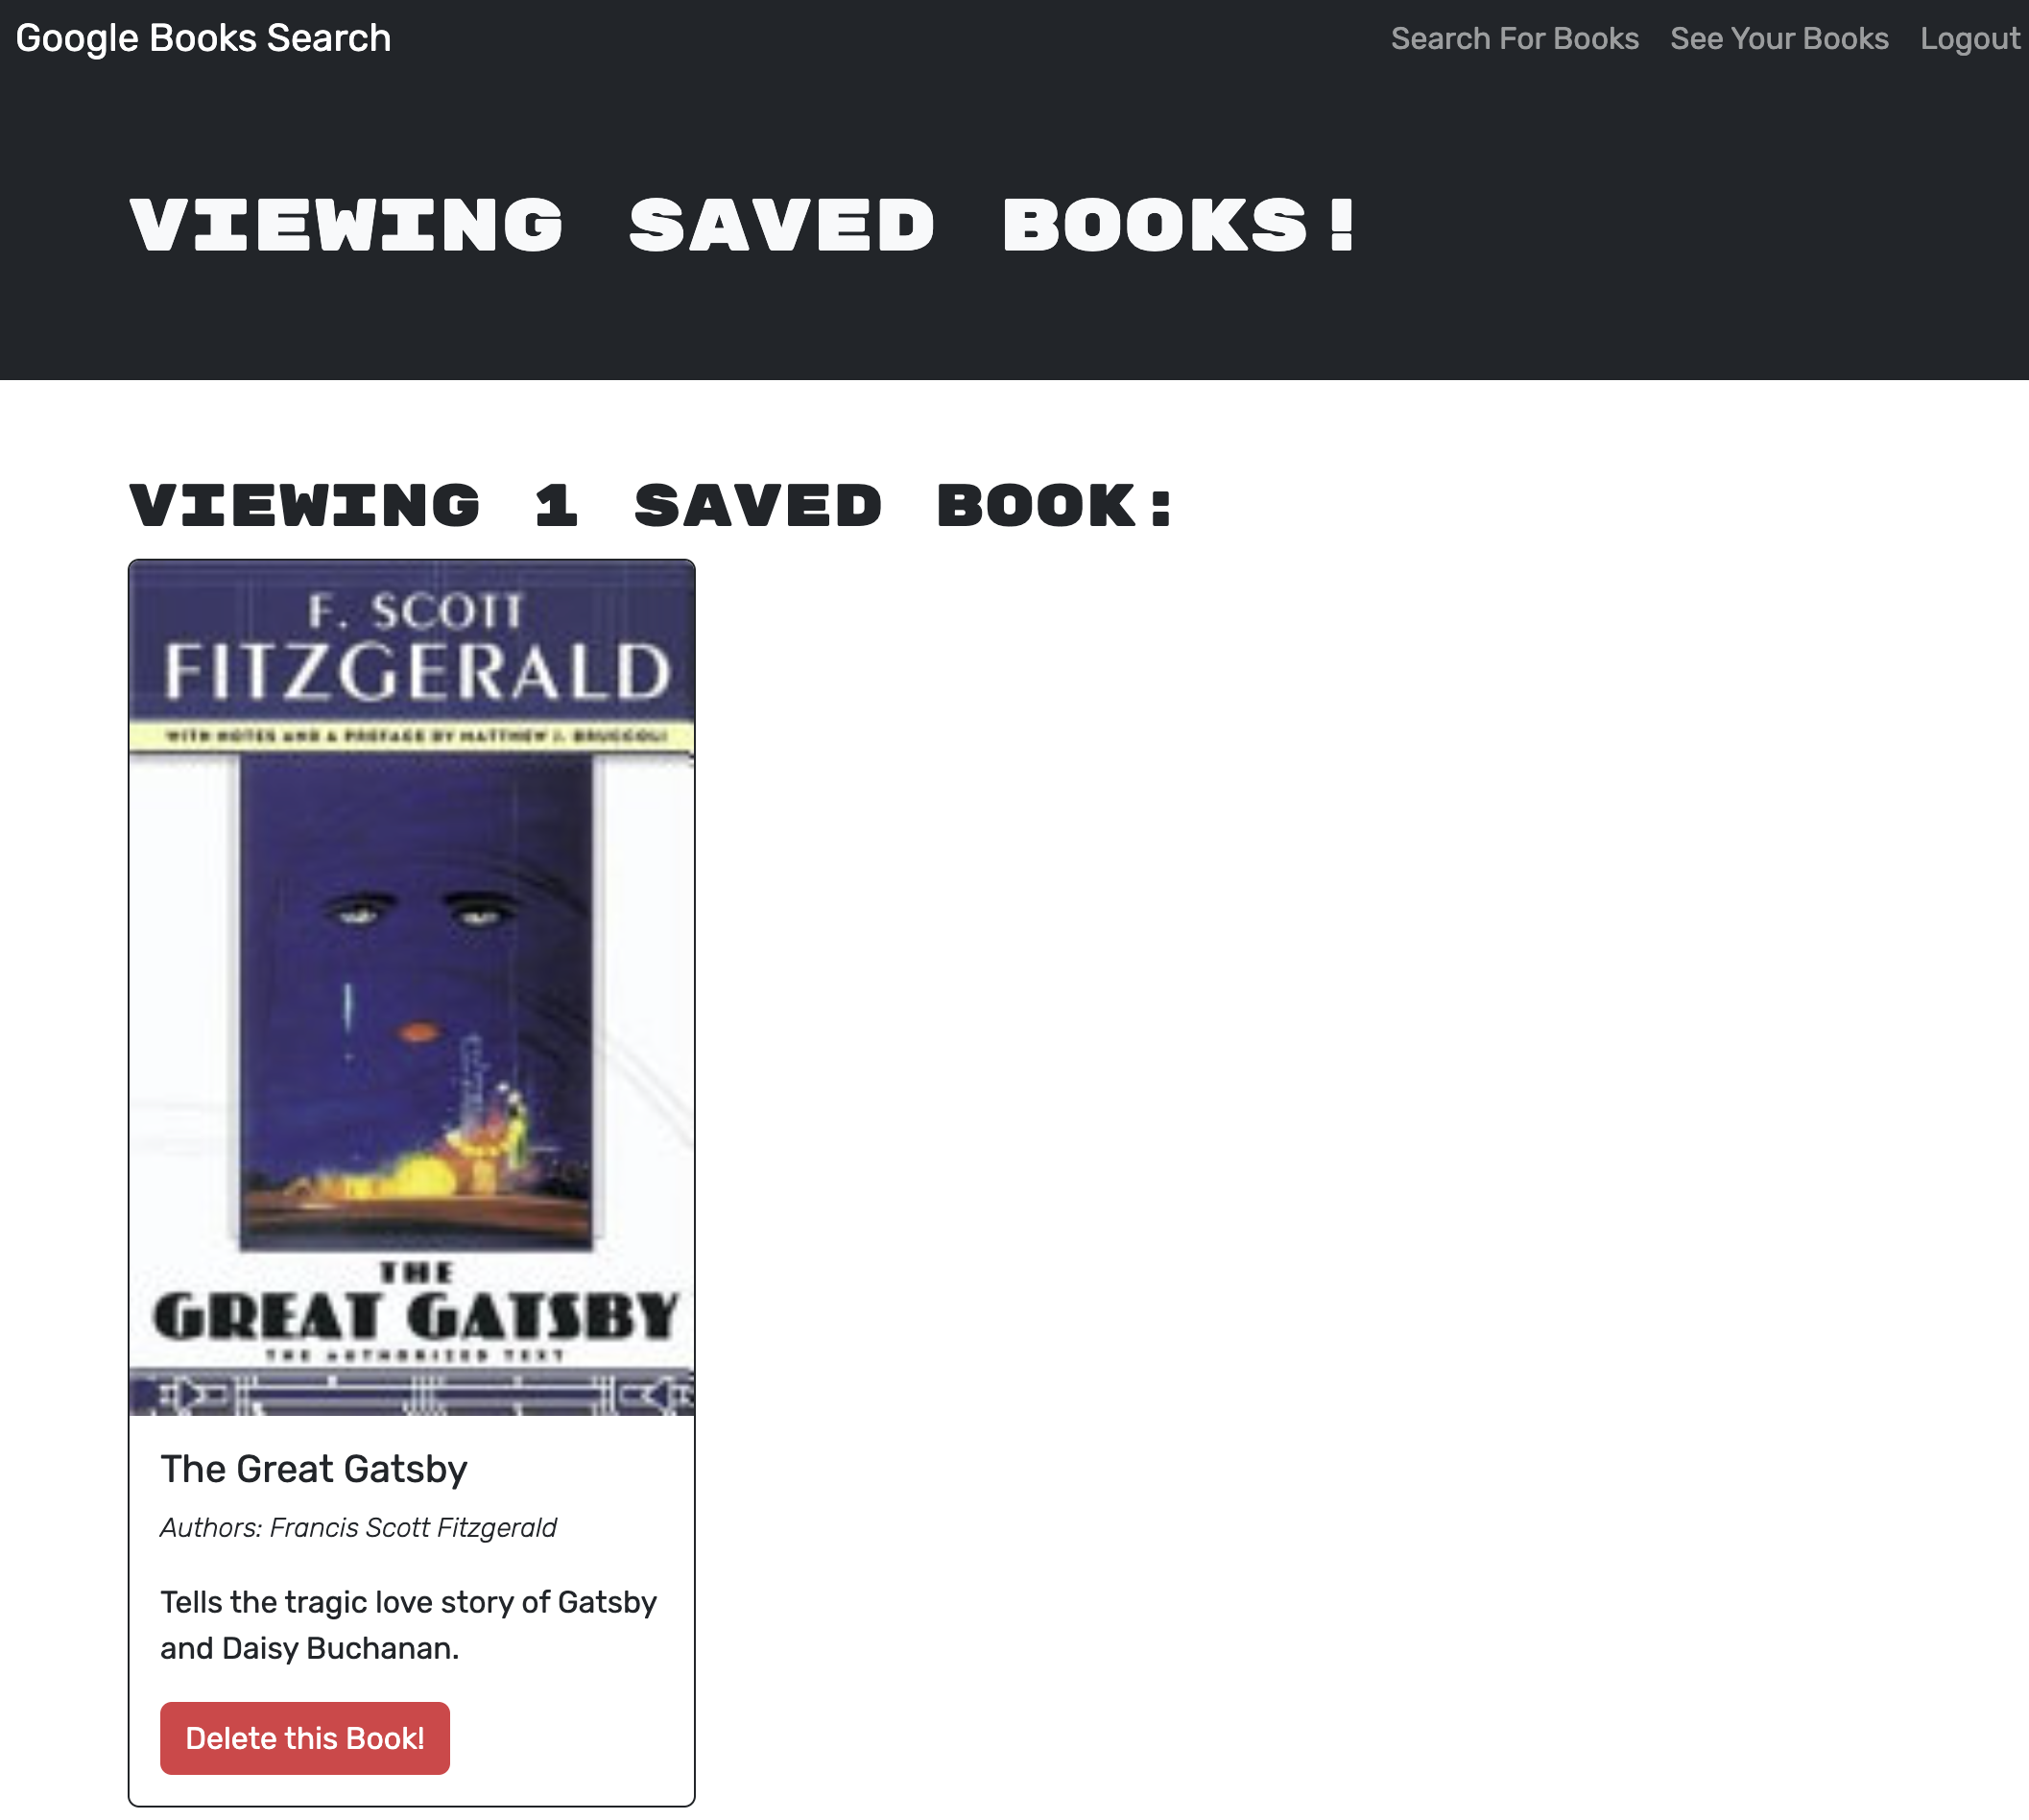 Google Books Search
Search For Books
See Your Books
Logout
VIEWING SAVED BOOKS!
VIEWING 1 SAVED BOOK:
F. SCOTT
FITZGERALD
WITH NOTES AND A PREFACE BY MATTHEW J. BRUCCOLI
THE
GREAT GATSBY
THE AUTHORIZED TEXT
The Great Gatsby
Authors: Francis Scott Fitzgerald
Tells the tragic love story of Gatsby
and Daisy Buchanan.
Delete this Book!